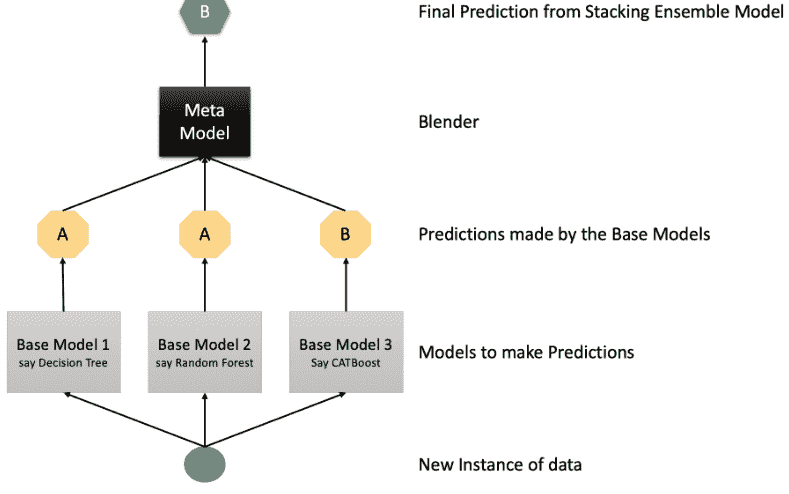 B
Final Prediction from Stacking Ensemble Model
Meta
Model
Blender
A
A
B
Predictions made by the Base Models
Base Model 1
say Decision Tree
Base Model 2
say Random Forest
Base Model 3
Say CATBoost
Models to make Predictions
New Instance of data